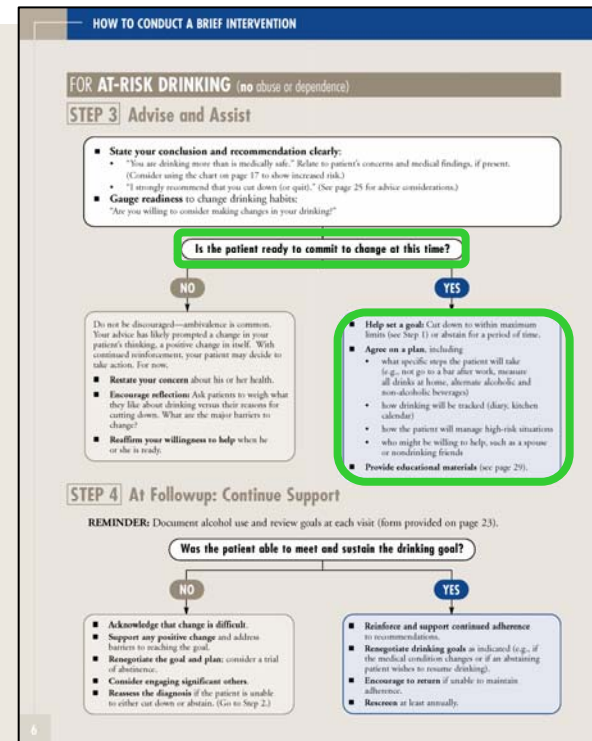 HOW TO CONDUCT A BRIEF INTERVENTION
FOR AT-RISK DRINKING (no abuse or dependence)
STEP 3 Advise and Assist
■ State your conclusion and recommendation clearly:
• "You are drinking more than is medically safe." Relate to patient's concerns and medical findings, if present.
(Consider using the chart on page 17 to show increased risk.)
• "I strongly recommend that you cut down (or quit)." (See page 25 for advice considerations.)
■ Gauge readiness to change drinking habits:
"Are you willing to consider making changes in your drinking?"
Is the patient ready to commit to change at this time?
NO
Do not be discouraged—ambivalence is common.
Your advice has likely prompted a change in your
patient's thinking, a positive change in itself. With
continued reinforcement, your patient may decide to
take action. For now,
■ Restate your concern about his or her health.
■ Encourage reflection: Ask patients to weigh what
they like about drinking versus their reasons for
cutting down. What are the major barriers to
change?
■ Reaffirm your willingness to help when he
or she is ready.
YES
■ Help set a goal: Cut down to within maximum
limits (see Step 1) or abstain for a period of time.
■ Agree on a plan, including
• what specific steps the patient will take
(e.g., not go to a bar after work, measure
all drinks at home, alternate alcoholic and
non-alcoholic beverages)
• how drinking will be tracked (diary, kitchen
calendar)
• how the patient will manage high-risk situations
• who might be willing to help, such as a spouse
or nondrinking friends
■ Provide educational materials (see page 29).
STEP 4 At Followup: Continue Support
REMINDER: Document alcohol use and review goals at each visit (form provided on page 23).
Was the patient able to meet and sustain the drinking goal?
NO
■ Acknowledge that change is difficult.
■ Support any positive change and address
barriers to reaching the goal.
■ Renegotiate the goal and plan: consider a trial
of abstinence.
■ Consider engaging significant others.
■ Reassess the diagnosis if the patient is unable
to either cut down or abstain. (Go to Step 2.)
YES
■ Reinforce and support continued adherence
to recommendations.
■ Renegotiate drinking goals as indicated (e.g., if
the medical condition changes or if an abstaining
patient wishes to resume drinking).
■ Encourage to return if unable to maintain
adherence.
■ Rescreen at least annually.
6